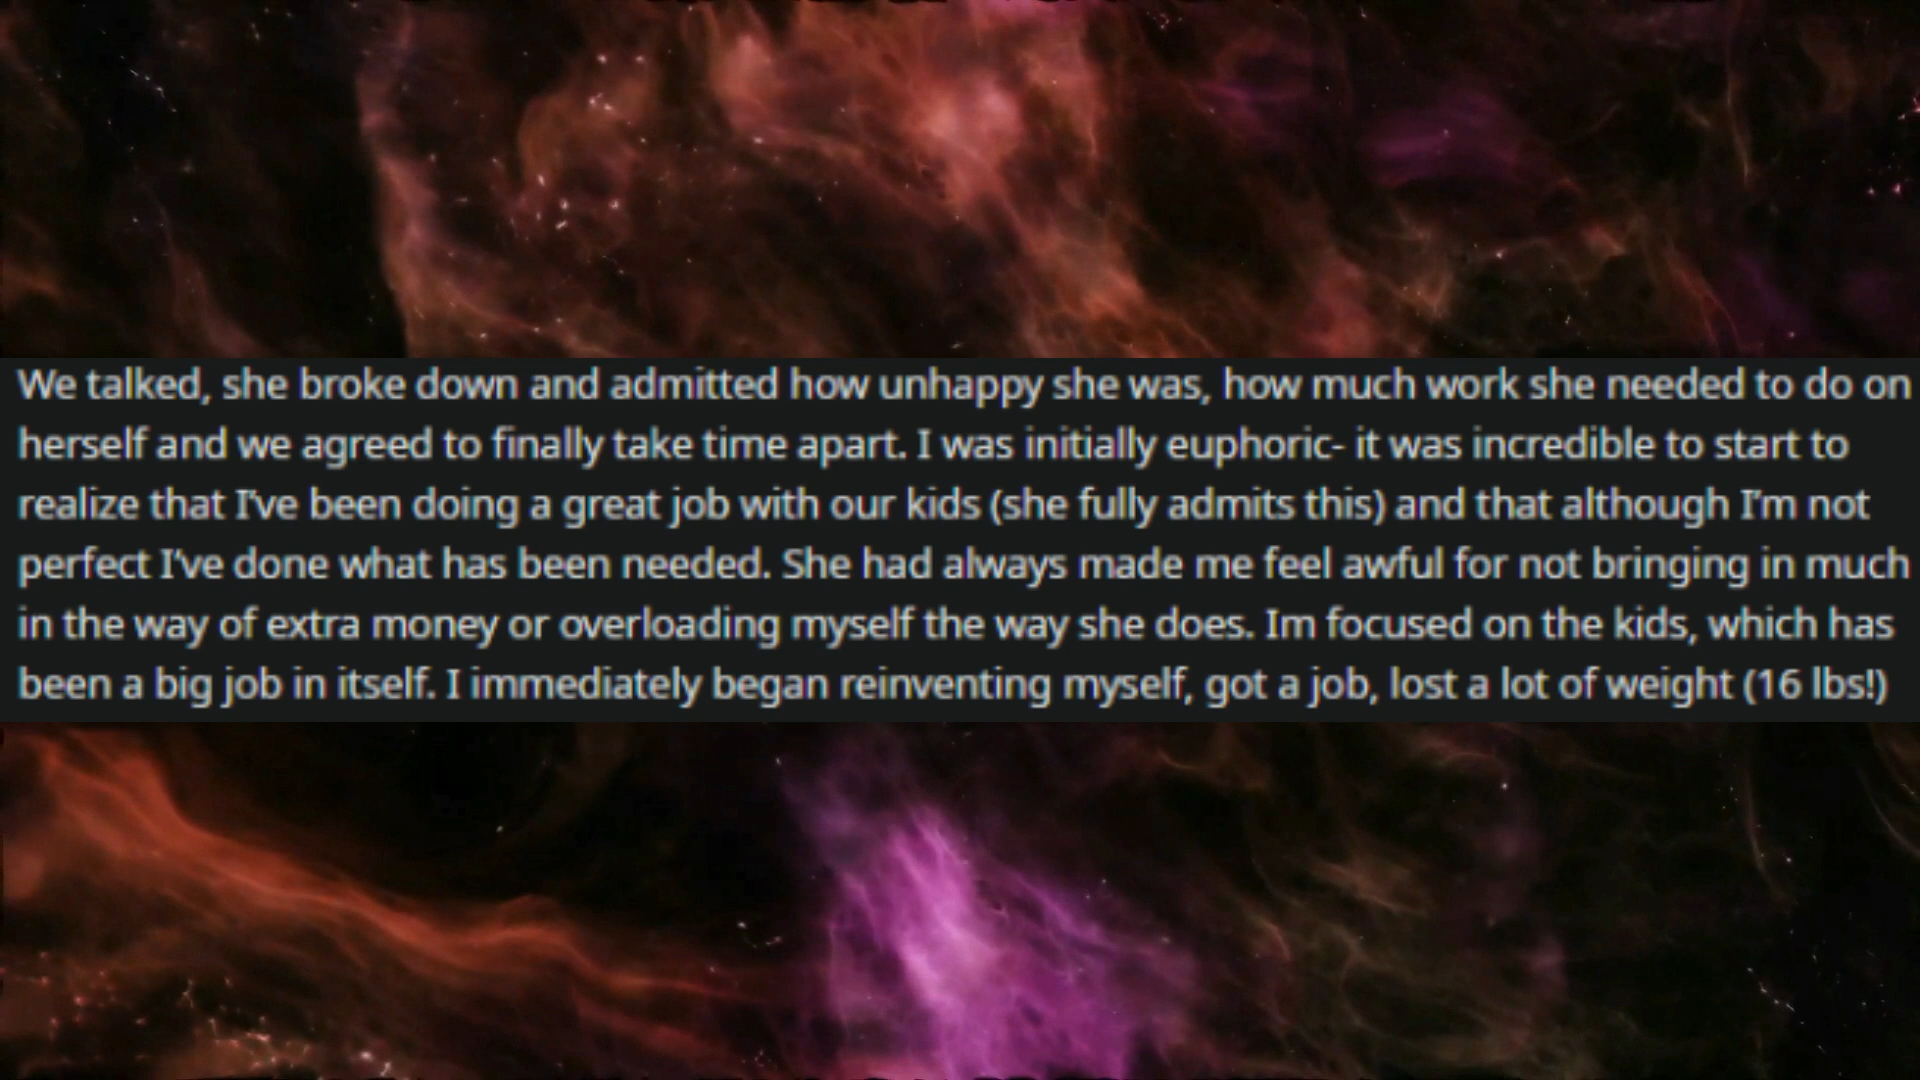 We talked, she broke down and admitted how unhappy she was, how much work she needed to do on
herself and we agreed to finally take time apart. I was initially euphoric- it was incredible to start to
realize that I've been doing a great job with our kids (she fully admits this) and that although I'm not
perfect I've done what has been needed. She had always made me feel awful for not bringing in much
in the way of extra money or overloading myself the way she does. Im focused on the kids, which has
been a big job in itself. I immediately began reinventing myself, got a job, lost a lot of weight (16 lbs!)